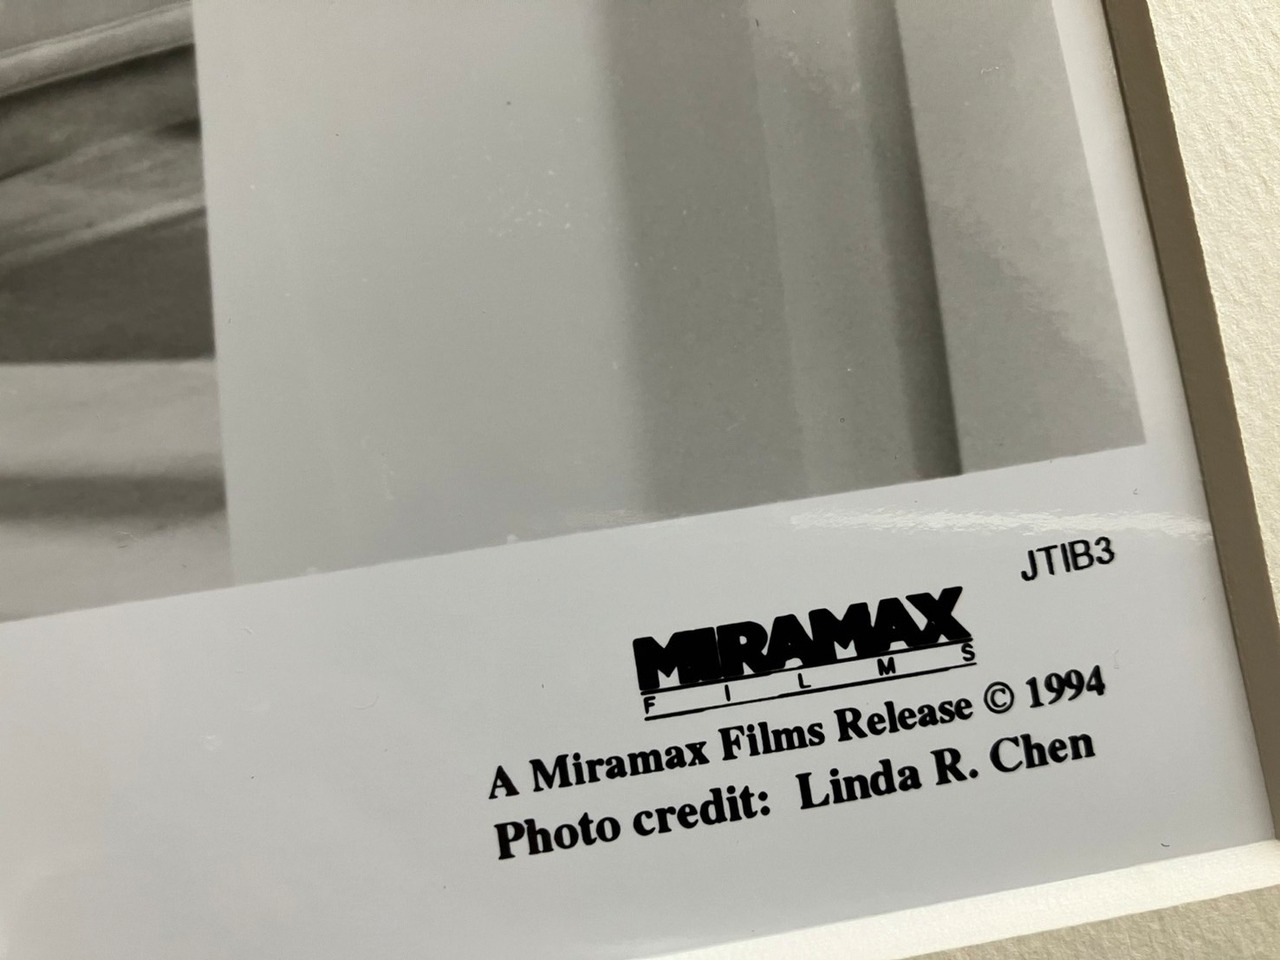 JTIB3
MIRAMAX
FILMS
A Miramax Films Release © 1994
Photo credit: Linda R. Chen